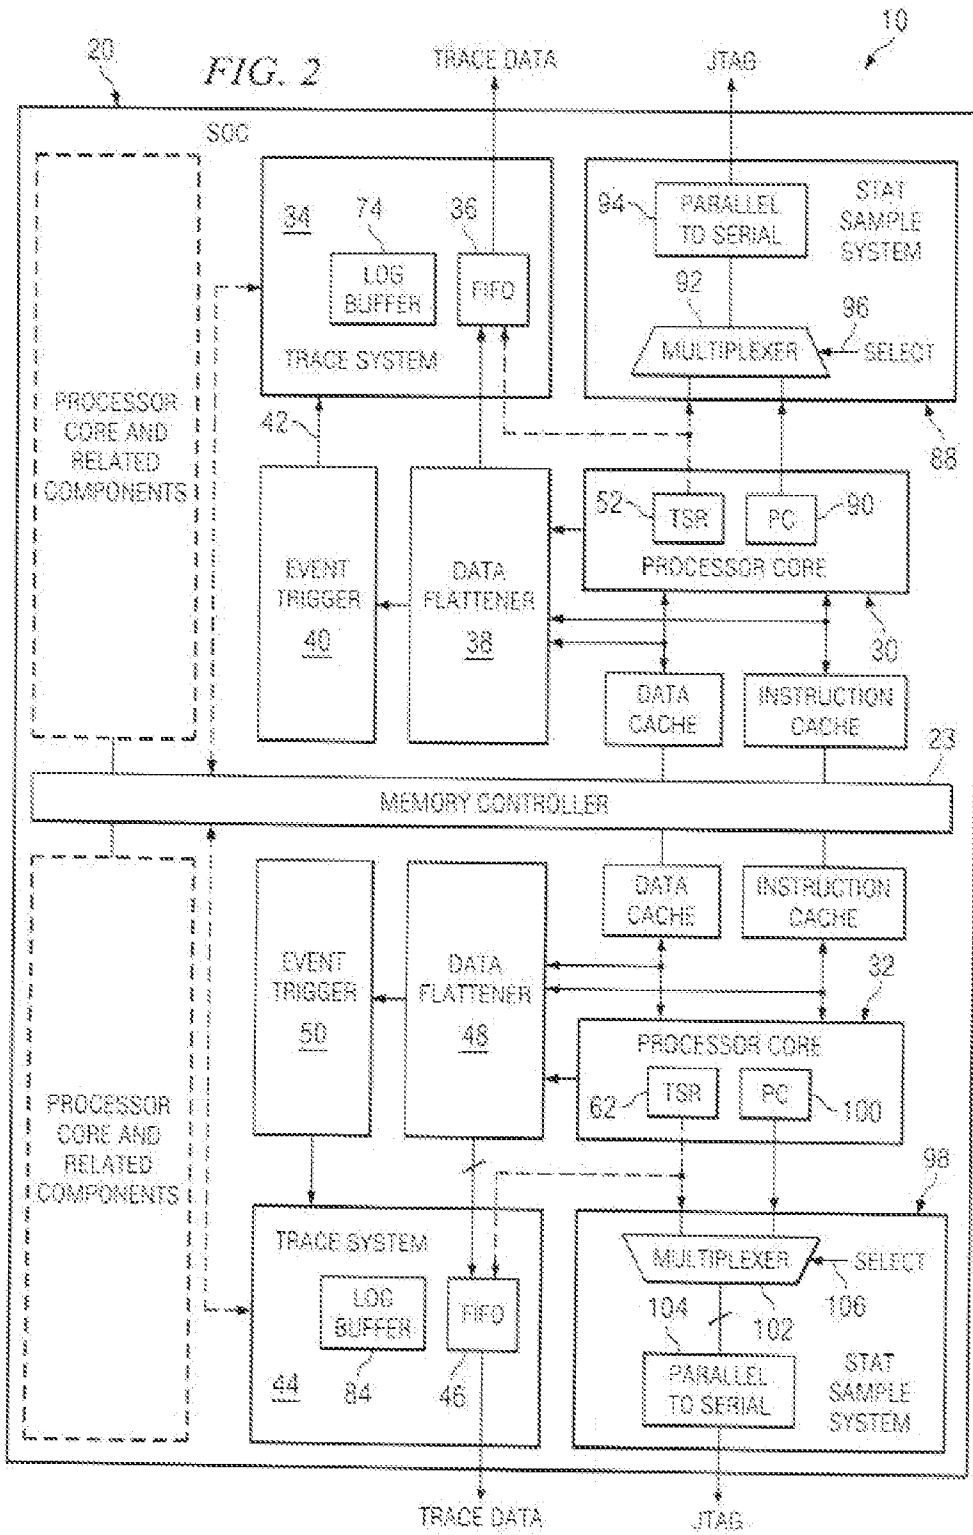 10
20
FIG. 2
TRACE DATA
JTAG
SOC
34
74
36
LOG
BUFFER
FIFO
TRACE SYSTEM
94
PARALLEL
TO SERIAL
STAT
SAMPLE
SYSTEM
92
96
MULTIPLEXER
SELECT
88
PROCESSOR
CORE AND
RELATED
COMPONENTS
42
EVENT
TRIGGER
40
DATA
FLATTENER
38
52
TSR
PC
90
PROCESSOR CORE
30
DATA
CACHE
INSTRUCTION
CACHE
23
MEMORY CONTROLLER
DATA
CACHE
INSTRUCTION
CACHE
EVENT
TRIGGER
50
DATA
FLATTENER
48
32
PROCESSOR CORE
62
TSR
PC
100
PROCESSOR
CORE AND
RELATED
COMPONENTS
98
TRACE SYSTEM
LOG
BUFFER
FIFO
44
84
46
MULTIPLEXER
SELECT
106
104
102
PARALLEL
TO SERIAL
STAT
SAMPLE
SYSTEM
TRACE DATA
JTAG